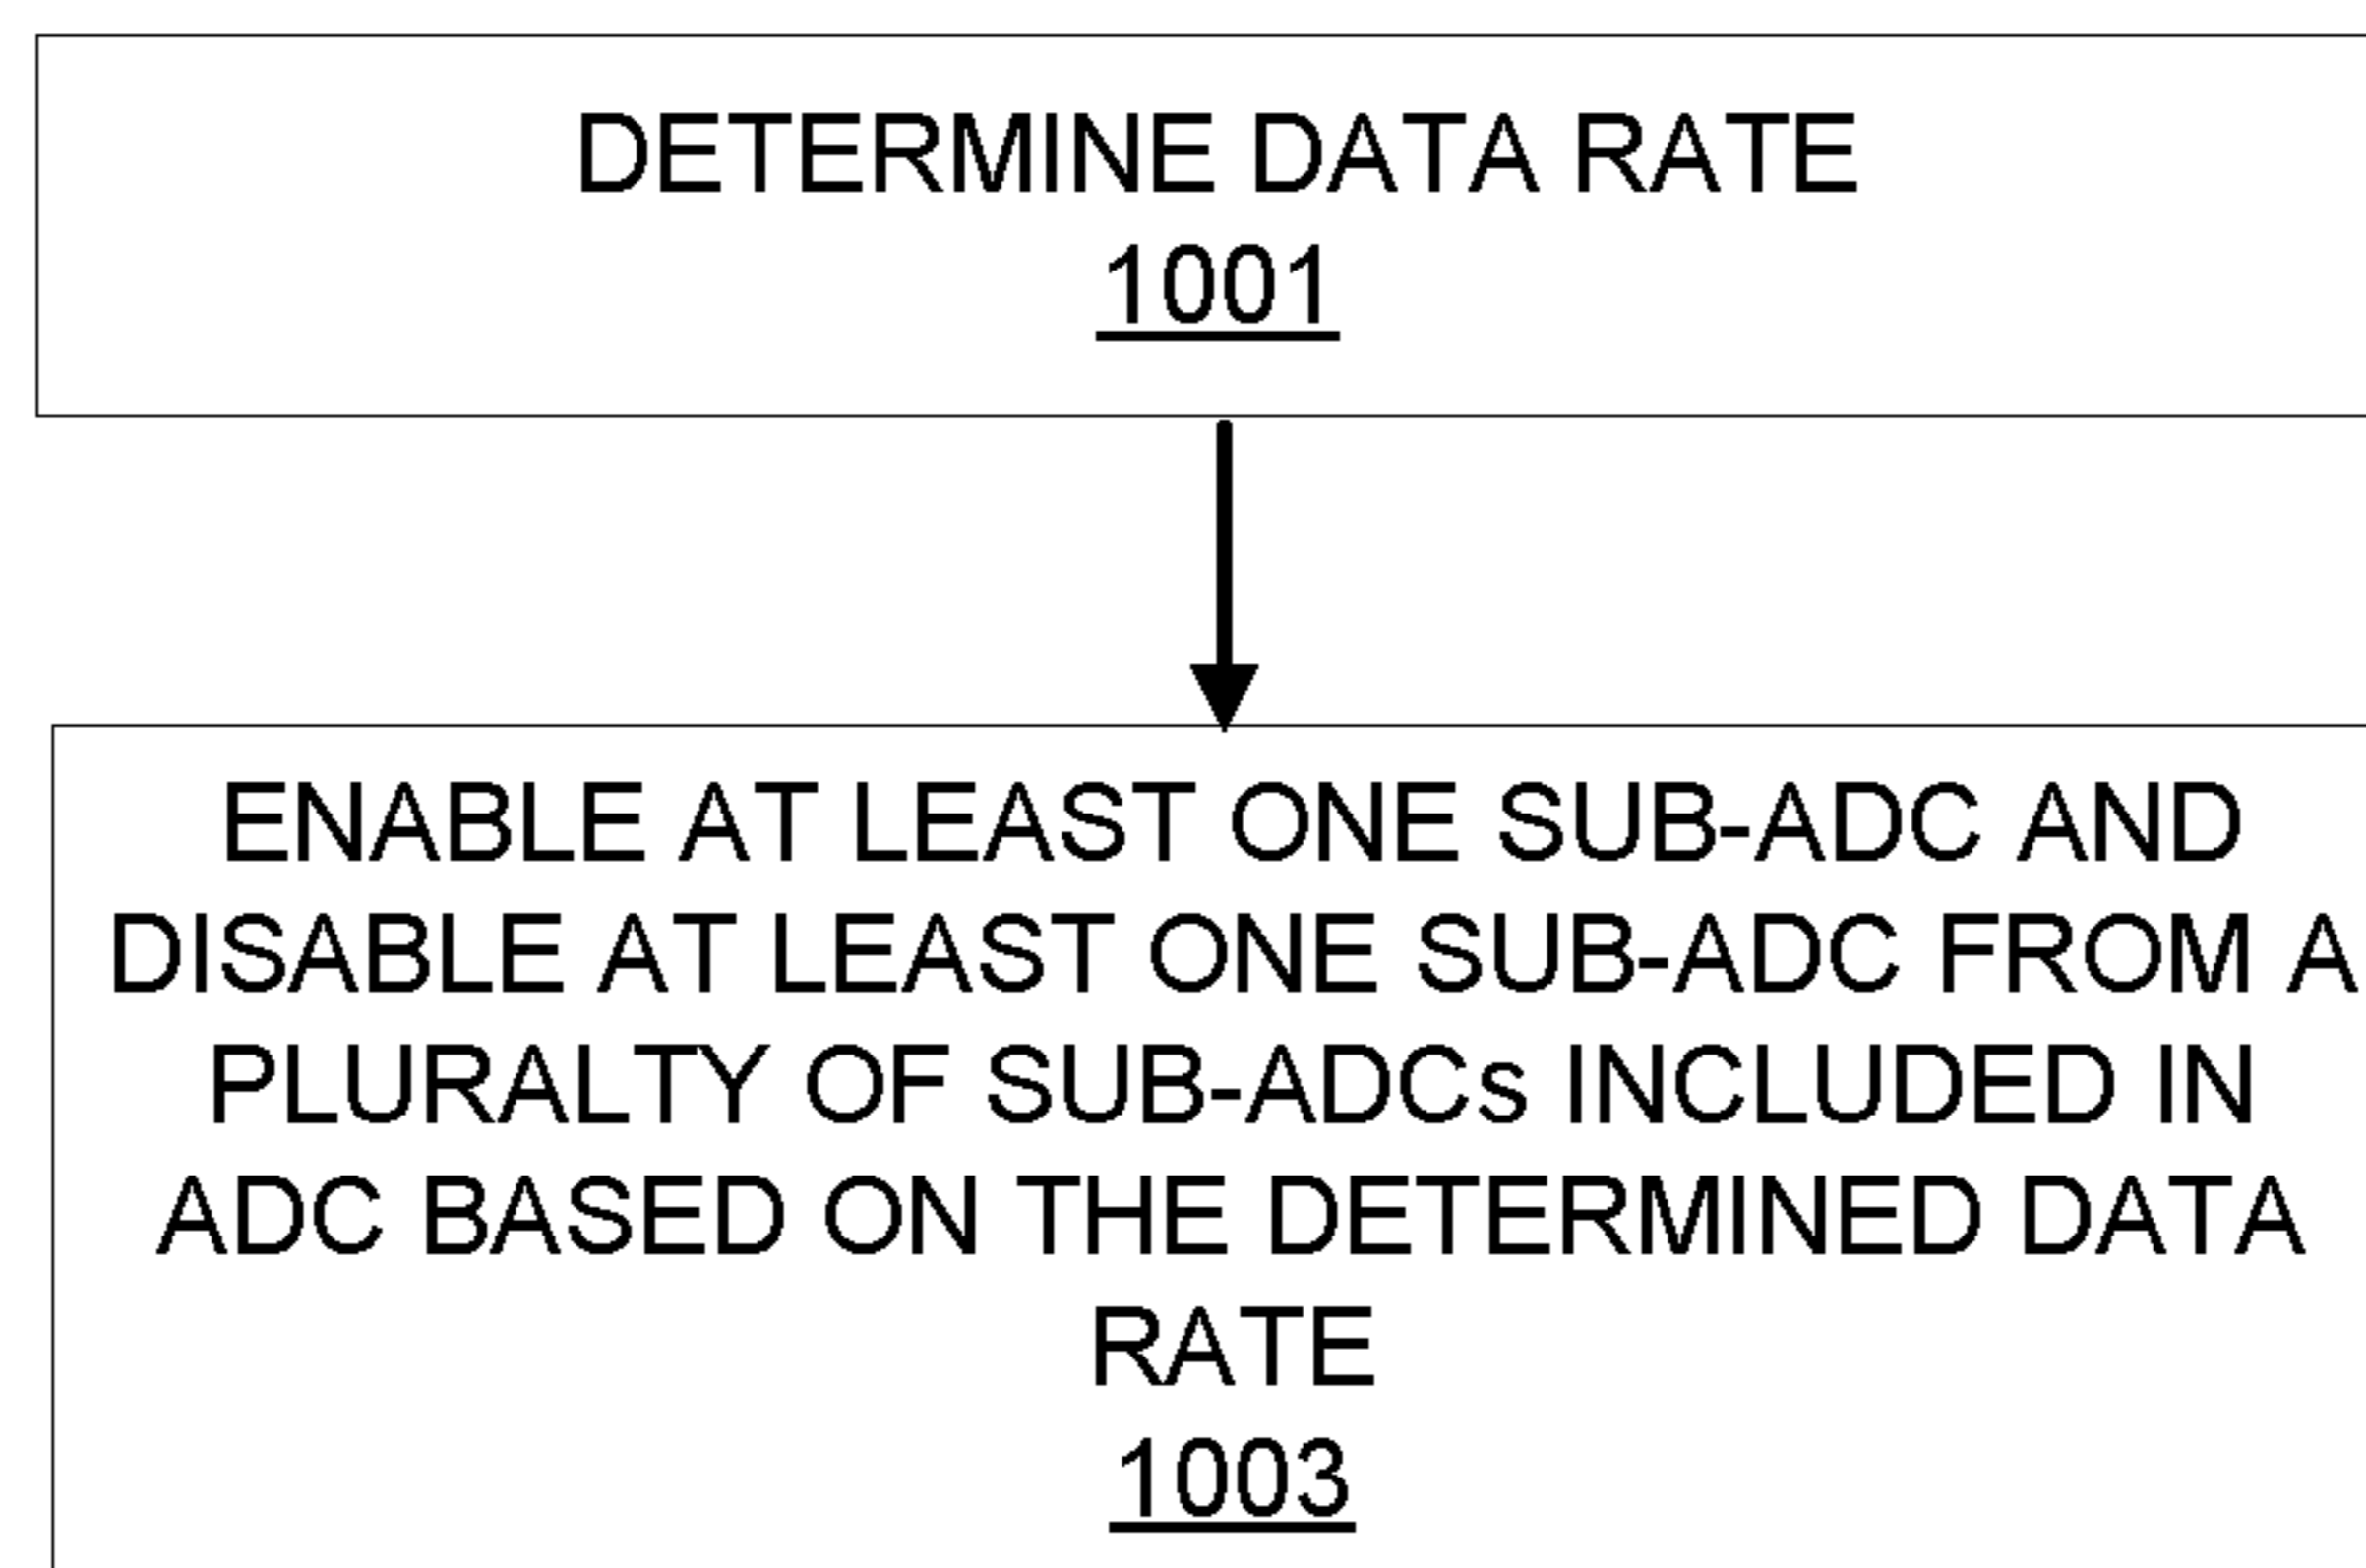 DETERMINE DATA RATE
1001
ENABLE AT LEAST ONE SUB-ADC AND
DISABLE AT LEAST ONE SUB-ADC FROM A
PLURALTY OF SUB-ADCs INCLUDED IN
ADC BASED ON THE DETERMINED DATA
RATE
1003